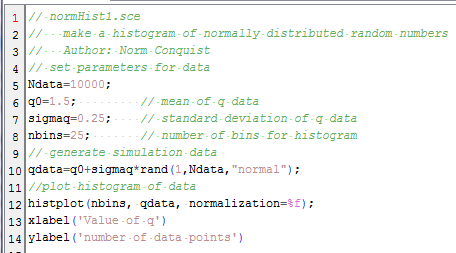 1 // normHist1.sce
2 // make a histogram of normally distributed random numbers
3 // Author: Norm Conquist
4 // set parameters for data
5 Ndata=10000;
6 q0=1.5; // mean of q data
7 sigmaq=0.25; // standard deviation of q data
8 nbins=25; // number of bins for histogram
9 // generate simulation data
10 qdata=q0+sigmaq*rand(1,Ndata,"normal");
11 //plot histogram of data
12 histplot(nbins, qdata, normalization=%f);
13 xlabel('Value of q')
14 ylabel('number of data points')